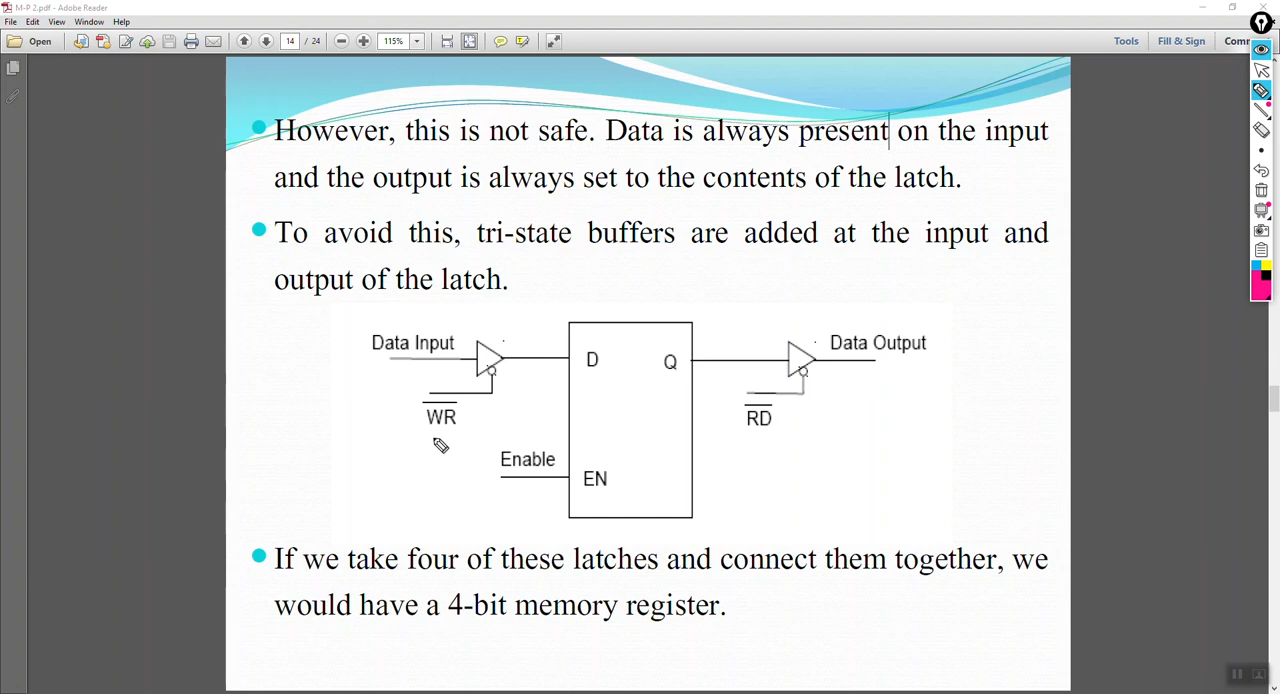 M-P 2.pdf - Adobe Reader
File Edit View Window Help
Open 14 / 24 115% Tools Fill & Sign Comm
However, this is not safe. Data is always present on the input
and the output is always set to the contents of the latch.
To avoid this, tri-state buffers are added at the input and
output of the latch.
Data Input Data Output
D Q
WR RD
Enable
EN
If we take four of these latches and connect them together, we
would have a 4-bit memory register.